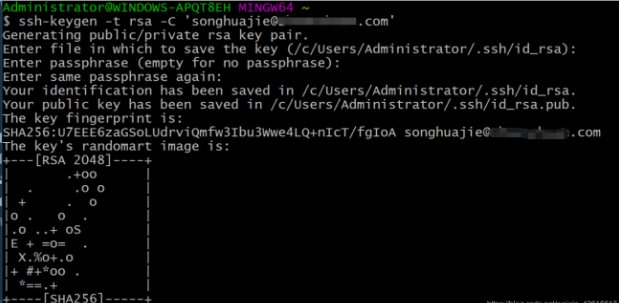 Administrator@WINDOWS-APQT8EH MINGW64 ~
$ ssh-keygen -t rsa -C 'songhuajie@ .com'
Generating public/private rsa key pair.
Enter file in which to save the key (/c/Users/Administrator/.ssh/id_rsa):
Enter passphrase (empty for no passphrase):
Enter same passphrase again:
Your identification has been saved in /c/Users/Administrator/.ssh/id_rsa.
Your public key has been saved in /c/Users/Administrator/.ssh/id_rsa.pub.
The key fingerprint is:
SHA256:U7EEE6zaGSoLUdrviQmfw3Ibu3Wwe4LQ+nIcT/fgIoA songhuajie@ .com
The key's randomart image is:
+---[RSA 2048]----+
|       .+oo      |
|  .     .o o     |
| +     .  o      |
|o .   o  .       |
|.o ..+ oS        |
|E + =o=  .       |
| X.%o+.o         |
|+ #+*oo .        |
| *==.+           |
+----[SHA256]-----+